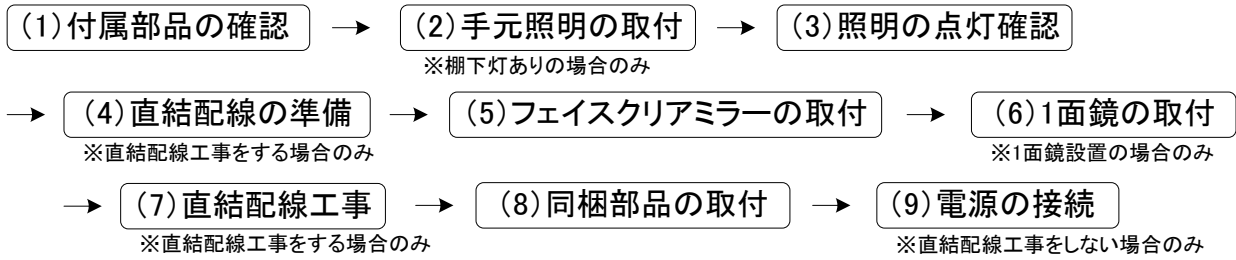 (1)付属部品の確認 → (2)手元照明の取付 → (3)照明の点灯確認
※棚下灯ありの場合のみ
→ (4)直結配線の準備 → (5)フェイスクリアミラーの取付 → (6)1面鏡の取付
※直結配線工事をする場合のみ ※1面鏡設置の場合のみ
→ (7)直結配線工事 → (8)同梱部品の取付 → (9)電源の接続
※直結配線工事をする場合のみ ※直結配線工事をしない場合のみ